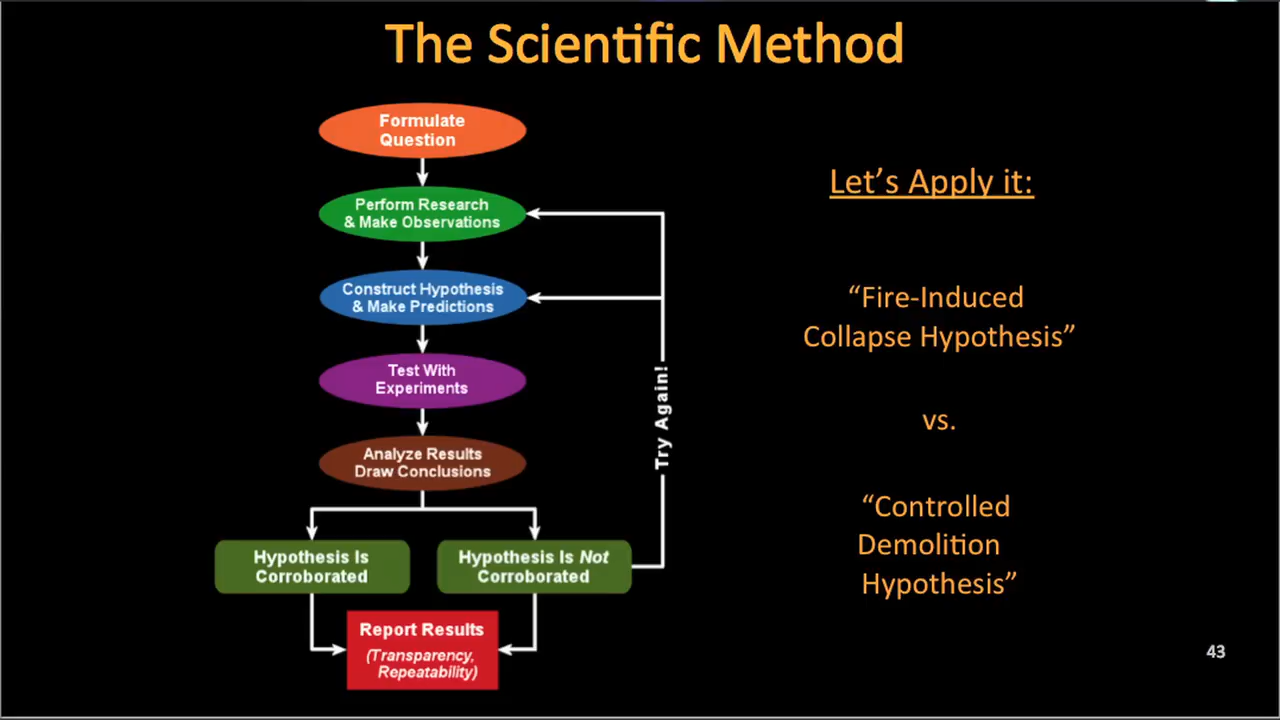 The Scientific Method
Formulate
Question
Perform Research
& Make Observations
Construct Hypothesis
& Make Predictions
Test With
Experiments
Analyze Results
Draw Conclusions
Hypothesis Is
Corroborated
Hypothesis Is Not
Corroborated
Try Again!
Report Results
(Transparency,
Repeatability)
Let’s Apply it:
“Fire-Induced
Collapse Hypothesis”
vs.
“Controlled
Demolition
Hypothesis”
43